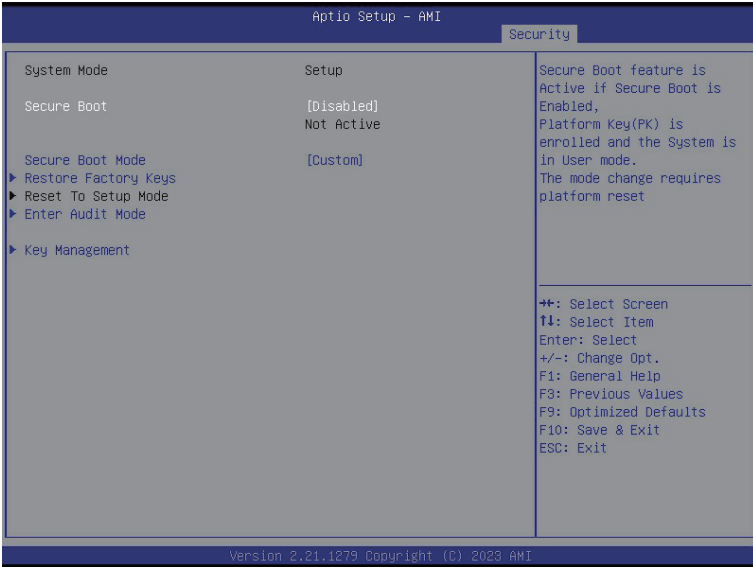 Aptio Setup – AMI
Security
System Mode Setup
Secure Boot [Disabled]
Not Active
Secure Boot Mode [Custom]
Restore Factory Keys
Reset To Setup Mode
Enter Audit Mode
Key Management
Secure Boot feature is
Active if Secure Boot is
Enabled,
Platform Key(PK) is
enrolled and the System is
in User mode.
The mode change requires
platform reset
→←: Select Screen
↑↓: Select Item
Enter: Select
+/-: Change Opt.
F1: General Help
F3: Previous Values
F9: Optimized Defaults
F10: Save & Exit
ESC: Exit
Version 2.21.1279 Copyright (C) 2023 AMI